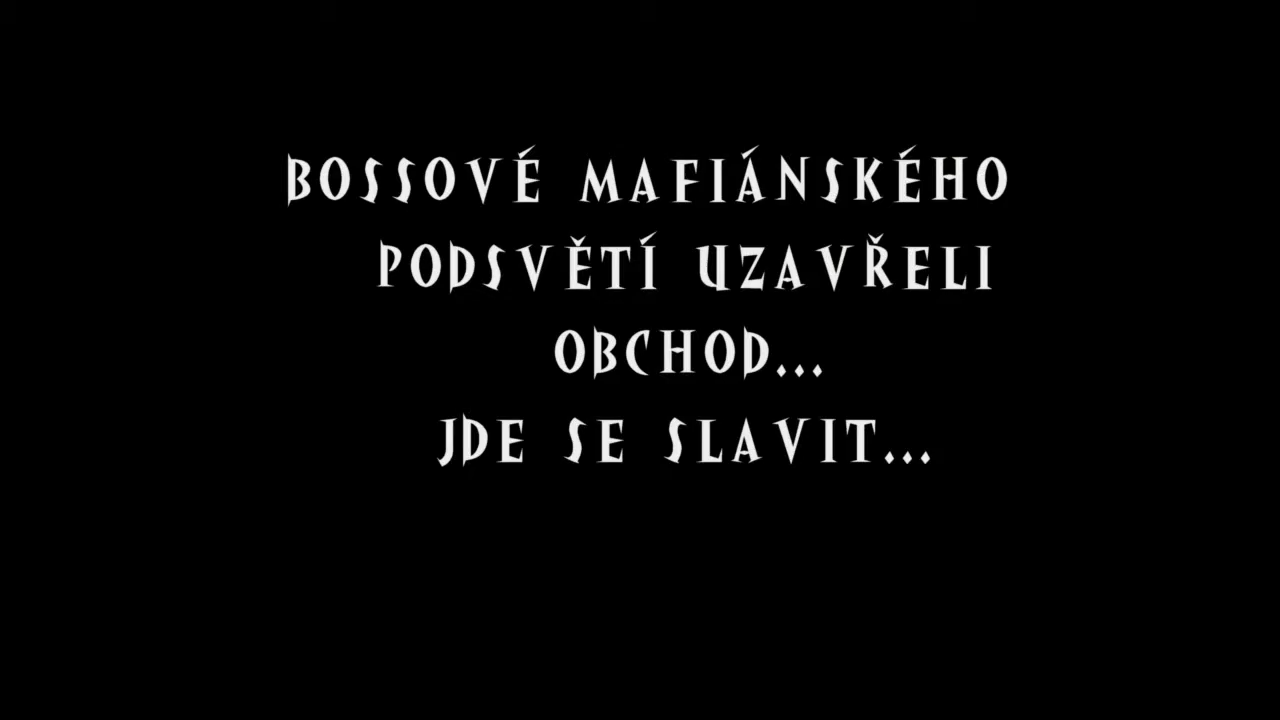 BOSSOVÉ MAFIÁNSKÉHO
PODSVĚTÍ UZAVŘELI
OBCHOD...
JDE SE SLAVIT...